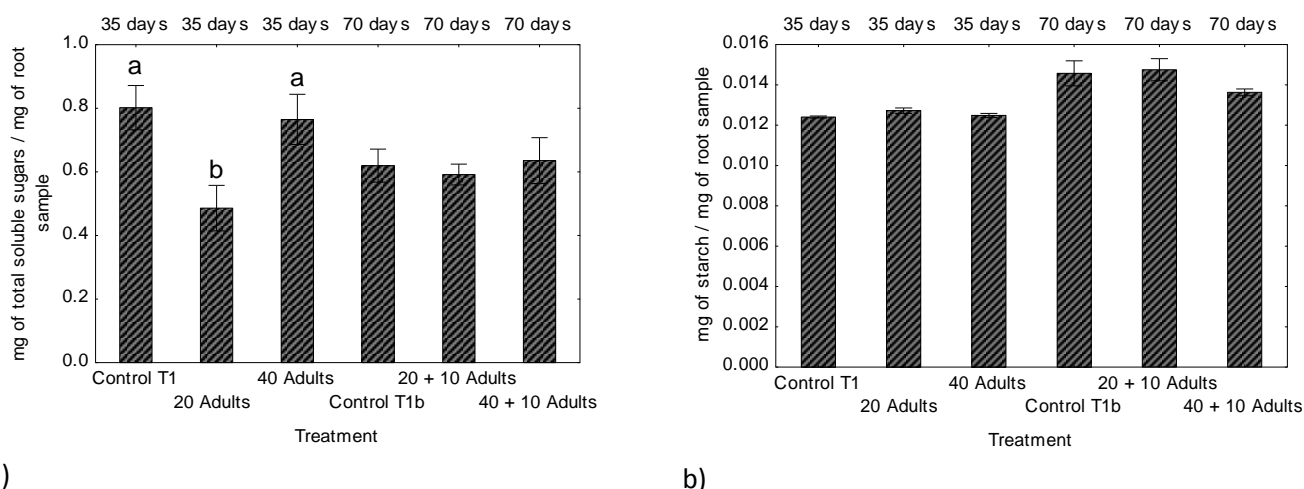 35 days 35 days 35 days 70 days 70 days 70 days
1.0
0.8
0.6
0.4
0.2
0.0
mg of total soluble sugars / mg of root
sample
a
b
a
Control T1
20 Adults
40 Adults
Control T1b
20 + 10 Adults
40 + 10 Adults
Treatment
)
35 days 35 days 35 days 70 days 70 days 70 days
0.016
0.014
0.012
0.010
0.008
0.006
0.004
0.002
0.000
mg of starch / mg of root sample
Control T1
20 Adults
40 Adults
Control T1b
20 + 10 Adults
40 + 10 Adults
Treatment
b)